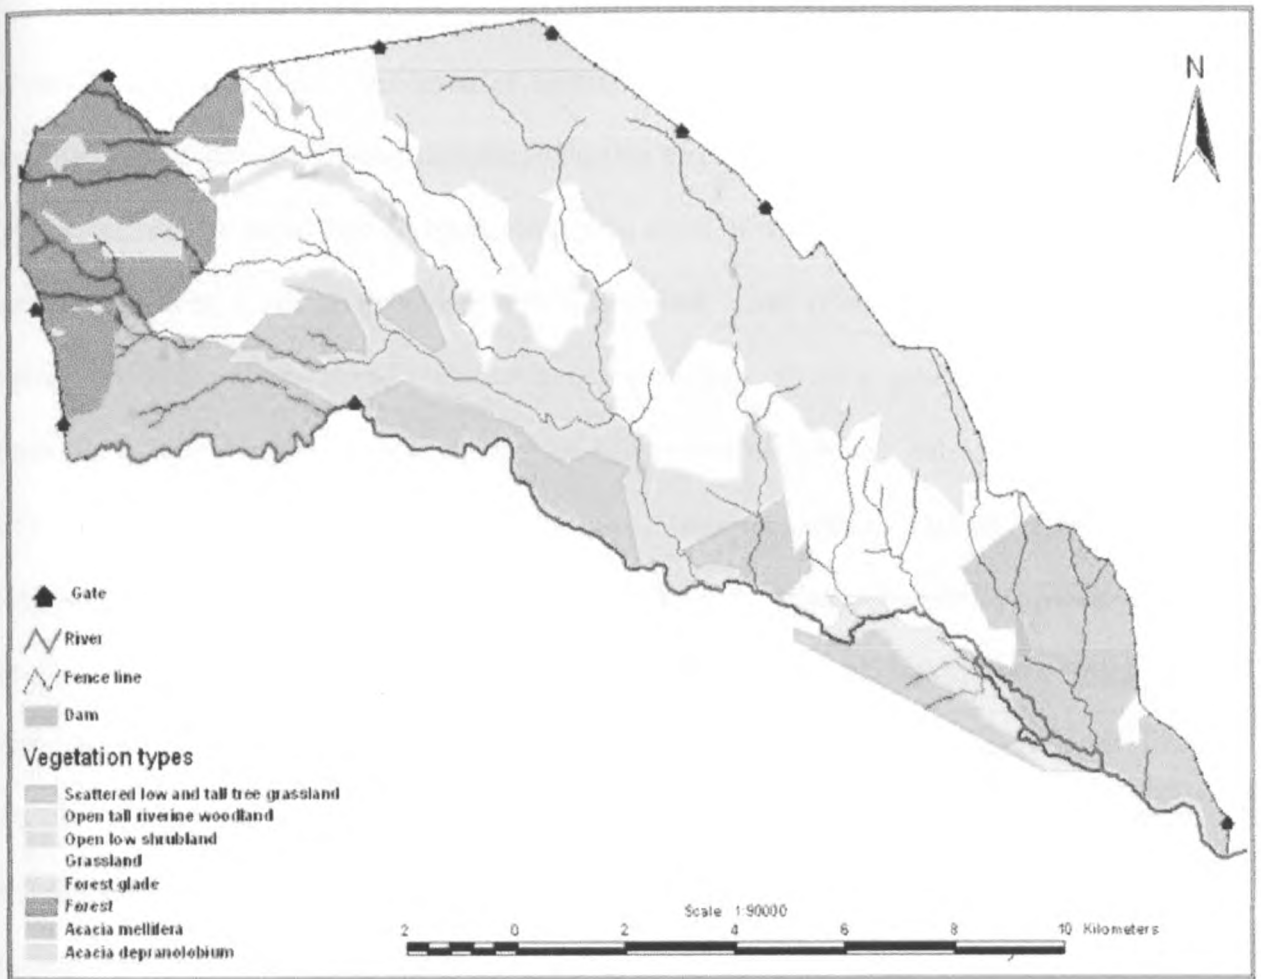 N
Gate
River
Fence line
Dam
Vegetation types
Scattered low and tall tree grassland
Open tall riverine woodland
Open low shrubland
Grassland
Forest glade
Forest
Acacia mellifera
Acacia depranolobium
Scale 1:90000
2 0 2 4 6 8 10 Kilometers